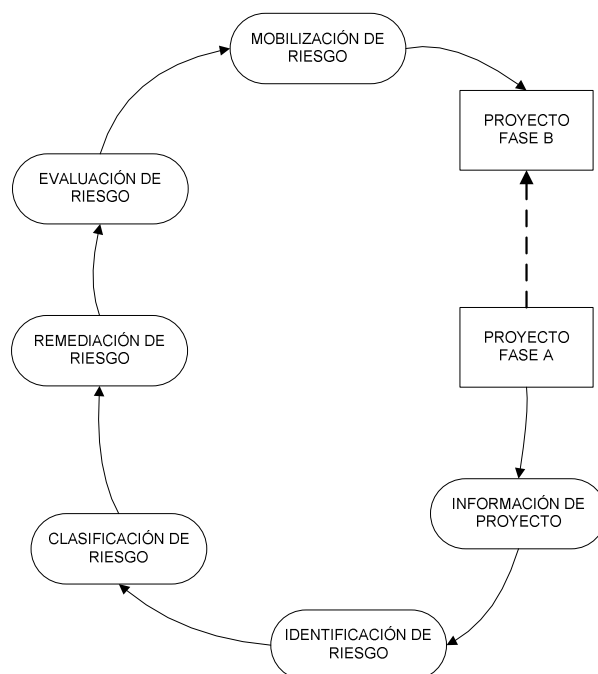 MOBILIZACIÓN DE
RIESGO
PROYECTO
FASE B
EVALUACIÓN DE
RIESGO
REMEDIACIÓN DE
RIESGO
PROYECTO
FASE A
INFORMACIÓN DE
PROYECTO
CLASIFICACIÓN DE
RIESGO
IDENTIFICACIÓN DE
RIESGO